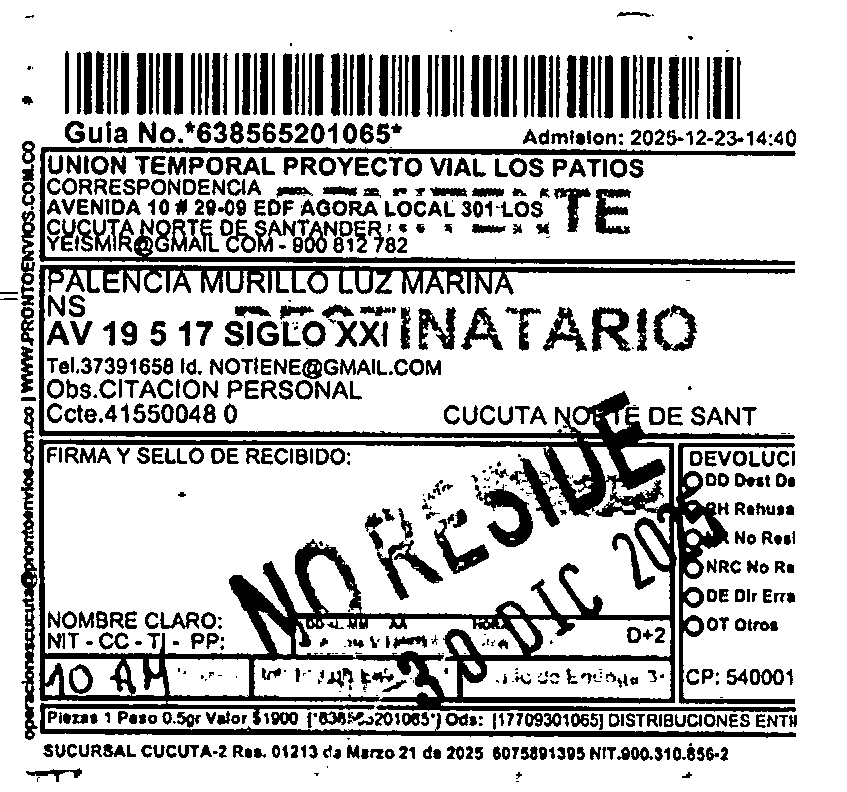 Guia No.*638565201065*
Admision: 2025-12-23-14:40
UNION TEMPORAL PROYECTO VIAL LOS PATIOS
CORRESPONDENCIA
AVENIDA 10 # 29-09 EDF AGORA LOCAL 301 LOS
TE
CUCUTA NORTE DE SANTANDER
YEISMIR@GMAIL COM - 900 812 782
PALENCIA MURILLO LUZ MARINA
NS
AV 19 5 17 SIGLO XXI
INATARIO
Tel.37391658 Id. NOTIENE@GMAIL.COM
Obs.CITACION PERSONAL
Ccte.41550048 0
CUCUTA NORTE DE SANT
FIRMA Y SELLO DE RECIBIDO:
NO RESIDE
30 DIC 2025
DEVOLUCI
DD Dest De
RH Rehusa
No Resi
NRC No Re
DE Dir Erra
OT Otros
NOMBRE CLARO:
NIT - CC - TI - PP:
HORA
D+2
10 AM
CP: 540001
Piezas 1 Peso 0.5gr Valor $1900 (*638565201065*) Ods: [17709301065] DISTRIBUCIONES ENTI
SUCURSAL CUCUTA-2 Res. 01213 de Marzo 21 de 2025 6075891395 NIT.900.310.856-2
operacionescucuta@prontoenvios.com.co | WWW.PRONTOENVIOS.COM.CO